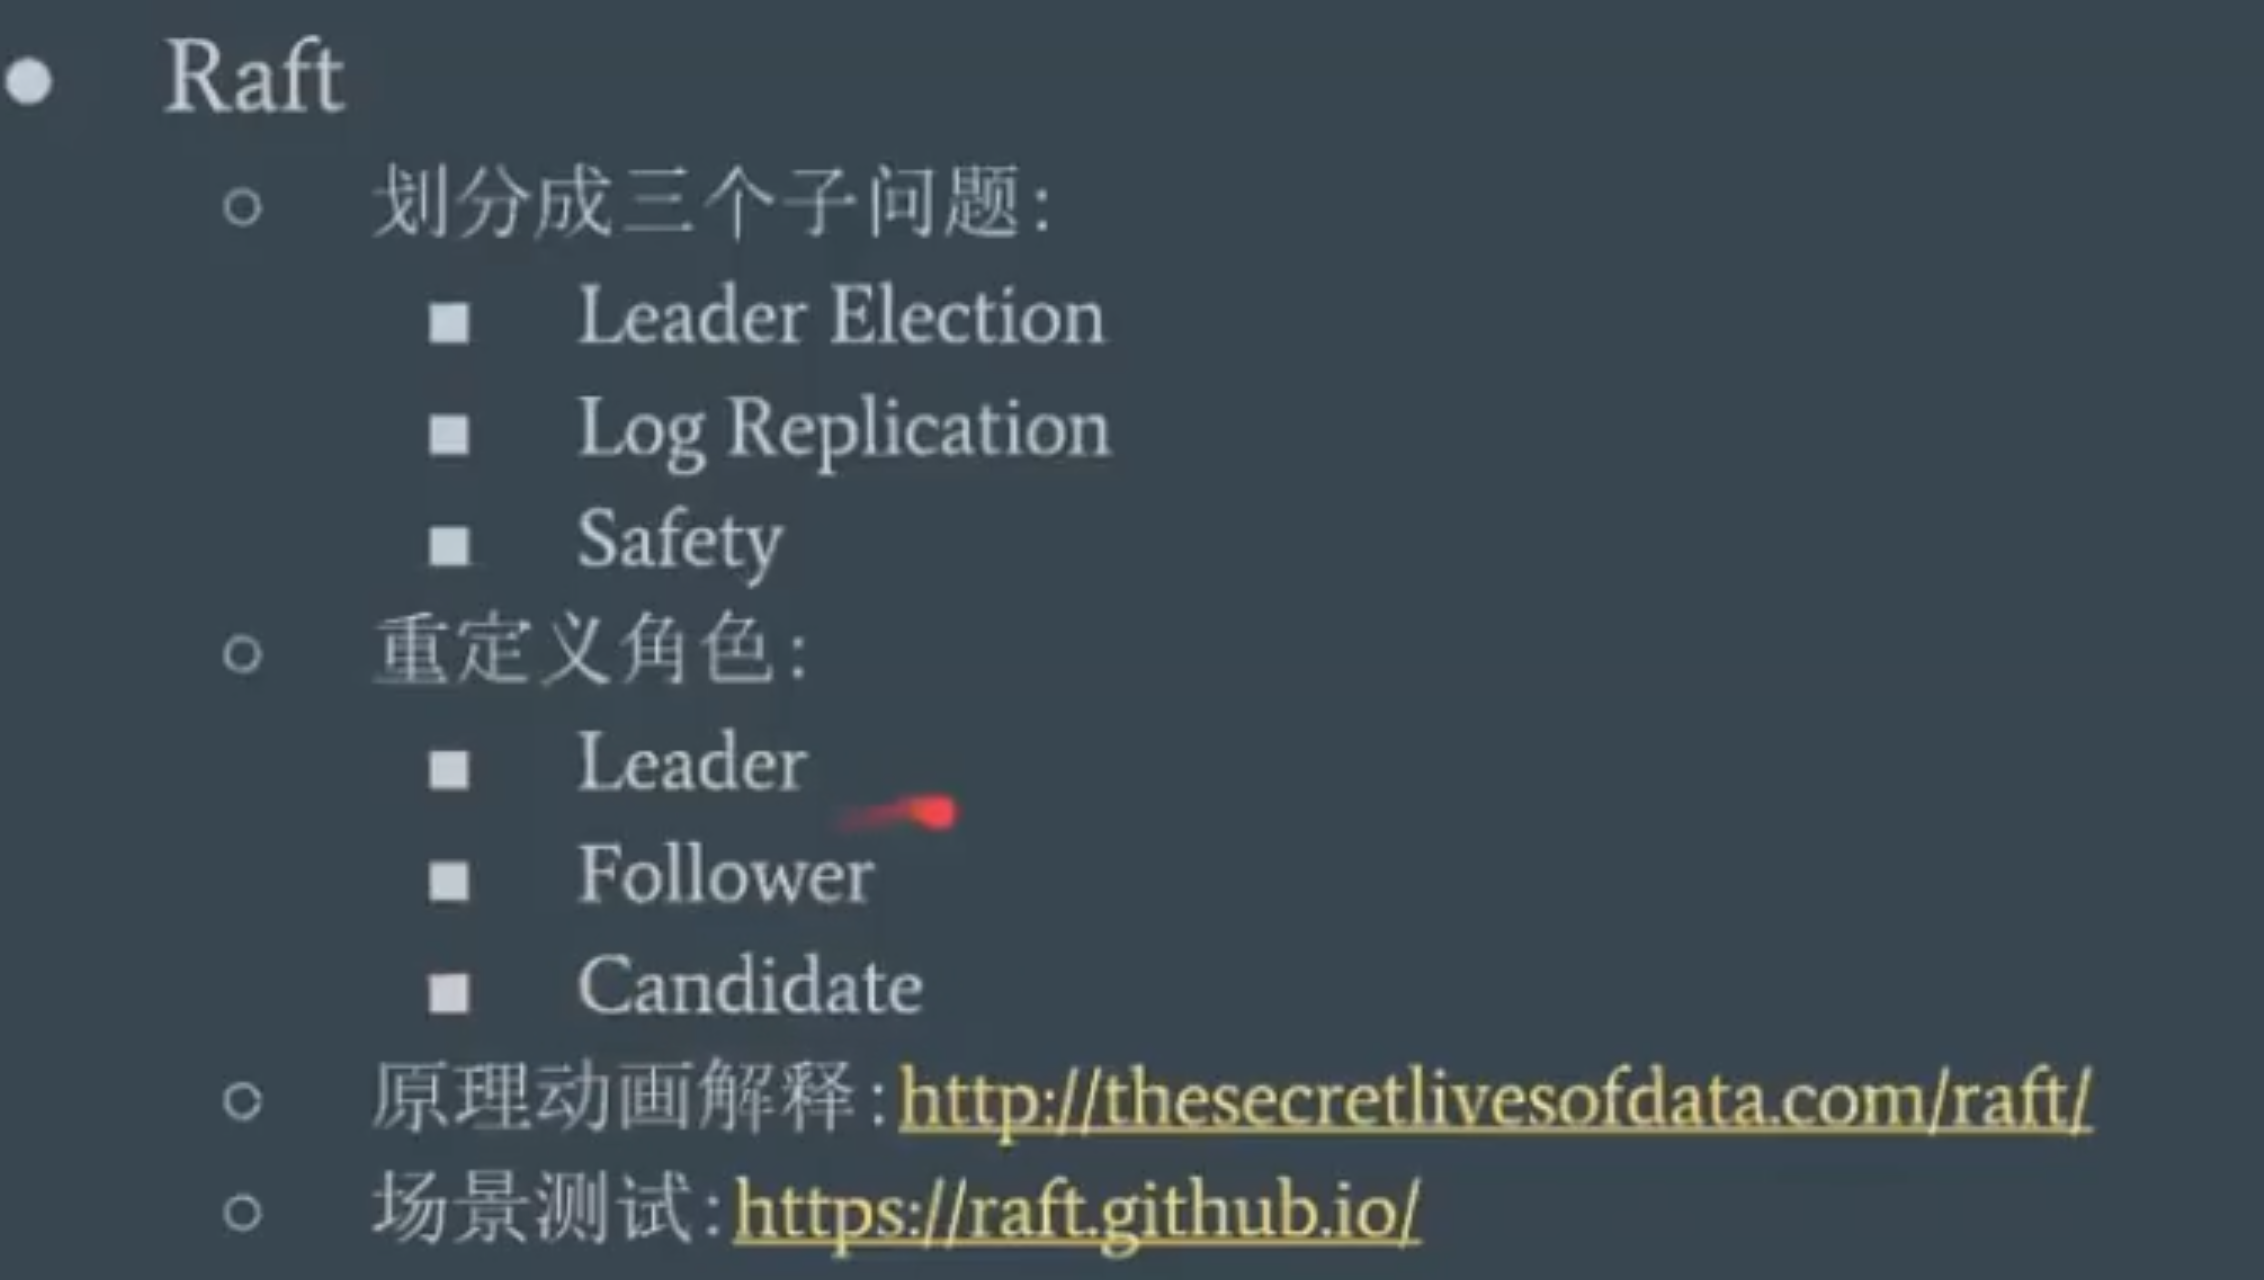 Raft
划分成三个子问题:
Leader Election
Log Replication
Safety
重定义角色:
Leader
Follower
Candidate
原理动画解释:http://thesecretlivesofdata.com/raft/
场景测试:https://raft.github.io/